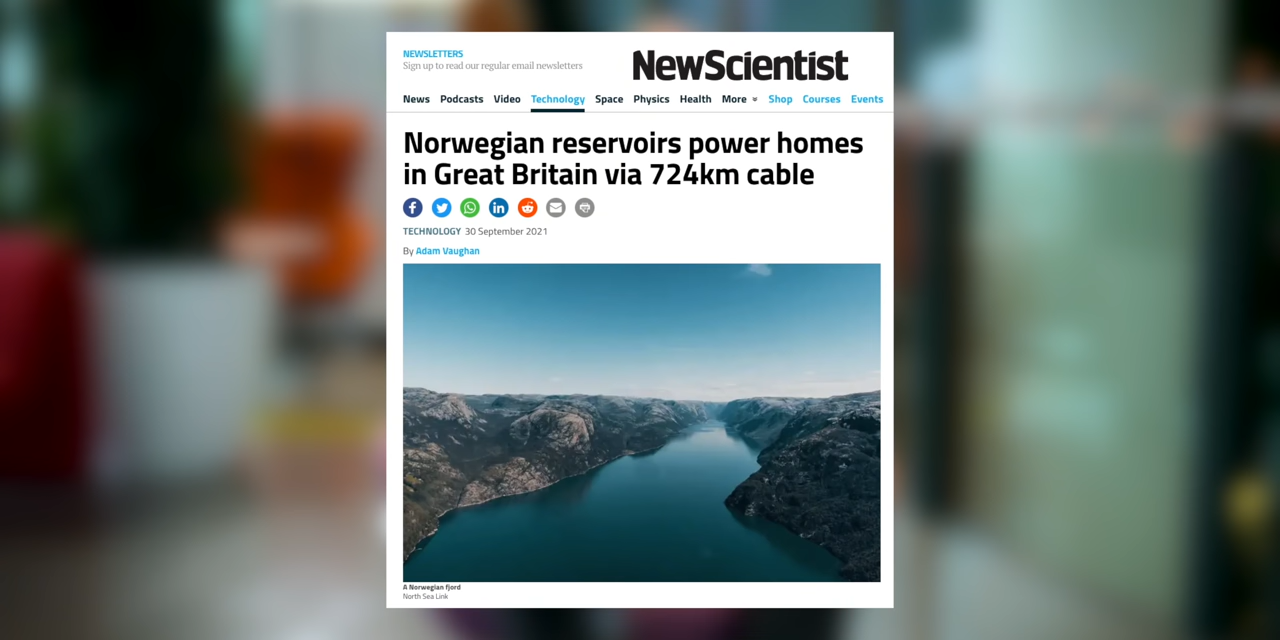 NEWSLETTERS
Sign up to read our regular email newsletters
NewScientist
News Podcasts Video Technology Space Physics Health More Shop Courses Events
Norwegian reservoirs power homes
in Great Britain via 724km cable
TECHNOLOGY 30 September 2021
By Adam Vaughan
A Norwegian fjord
North Sea Link